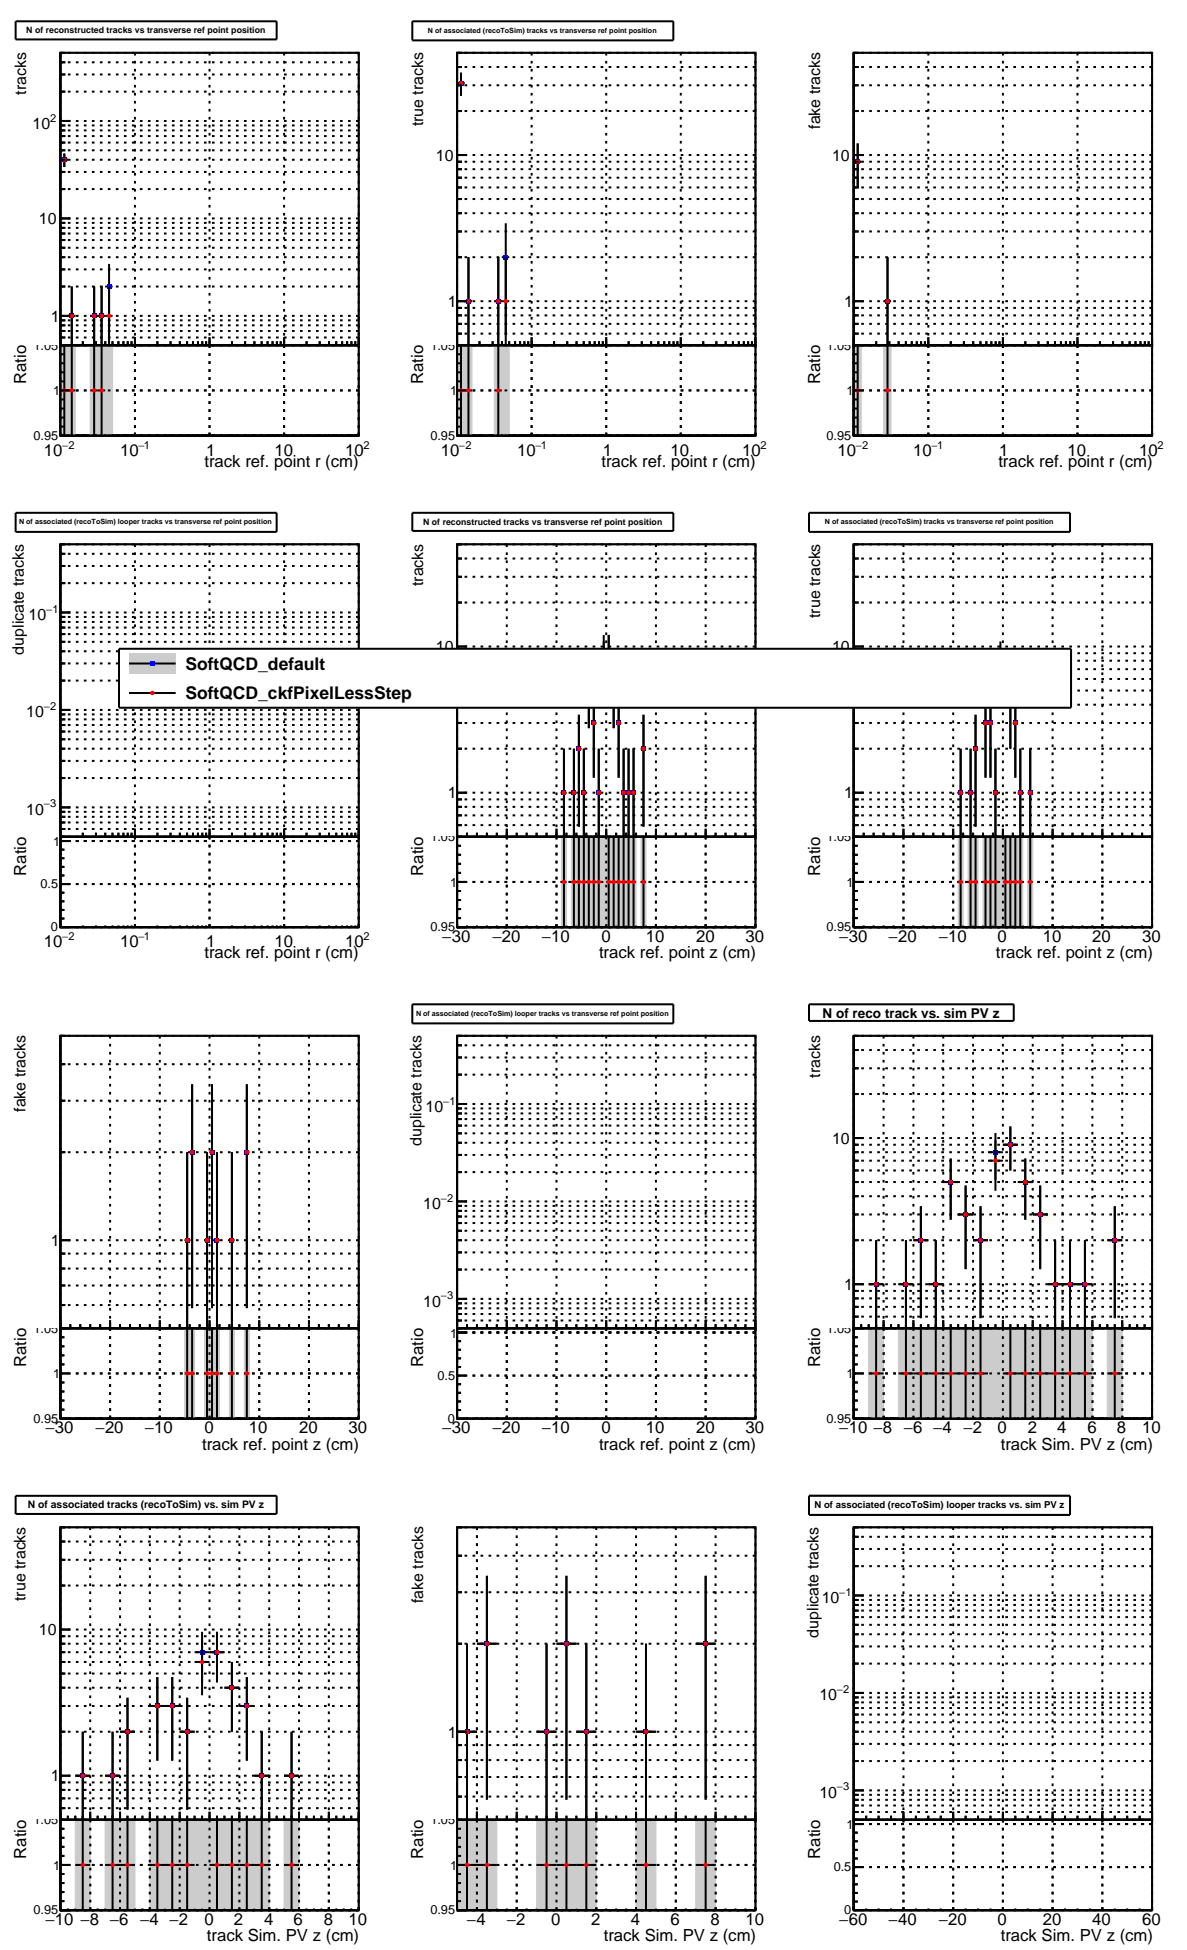 N of reconstructed tracks vs transverse ref point position
tracks
10²
10
1
1.05
Ratio
1
0.95
10⁻² 10⁻¹ 1 10 10²
track ref. point r (cm)
N of associated (recoToSim) tracks vs transverse ref point position
true tracks
10
1
1.05
Ratio
1
0.95
10⁻² 10⁻¹ 1 10 10²
track ref. point r (cm)
fake tracks
10
1
1.05
Ratio
1
0.95
10⁻² 10⁻¹ 1 10 10²
track ref. point r (cm)
N of associated (recoToSim) looper tracks vs transverse ref point position
duplicate tracks
10⁻¹
10⁻²
10⁻³
Ratio
1
0.5
0
10⁻² 10⁻¹ 1 10 10²
track ref. point r (cm)
N of reconstructed tracks vs transverse ref point position
tracks
10
1
1.05
Ratio
1
0.95
−30 −20 −10 0 10 20 30
track ref. point z (cm)
N of associated (recoToSim) tracks vs transverse ref point position
true tracks
10
1
1.05
Ratio
1
0.95
−30 −20 −10 0 10 20 30
track ref. point z (cm)
SoftQCD_default
SoftQCD_ckfPixelLessStep
fake tracks
1
1.05
Ratio
1
0.95
−30 −20 −10 0 10 20 30
track ref. point z (cm)
N of associated (recoToSim) looper tracks vs transverse ref point position
duplicate tracks
10⁻¹
10⁻²
10⁻³
Ratio
1
0.5
0
−30 −20 −10 0 10 20 30
track ref. point z (cm)
N of reco track vs. sim PV z
tracks
10
1
1.05
Ratio
1
0.95
−10 −8 −6 −4 −2 0 2 4 6 8 10
track Sim. PV z (cm)
N of associated tracks (recoToSim) vs. sim PV z
true tracks
10
1
1.05
Ratio
1
0.95
−10 −8 −6 −4 −2 0 2 4 6 8 10
track Sim. PV z (cm)
fake tracks
1
1.05
Ratio
1
0.95
−4 −2 0 2 4 6 8 10
track Sim. PV z (cm)
N of associated (recoToSim) looper tracks vs. sim PV z
duplicate tracks
10⁻¹
10⁻²
10⁻³
Ratio
1
0.5
0
−60 −40 −20 0 20 40 60
track Sim. PV z (cm)